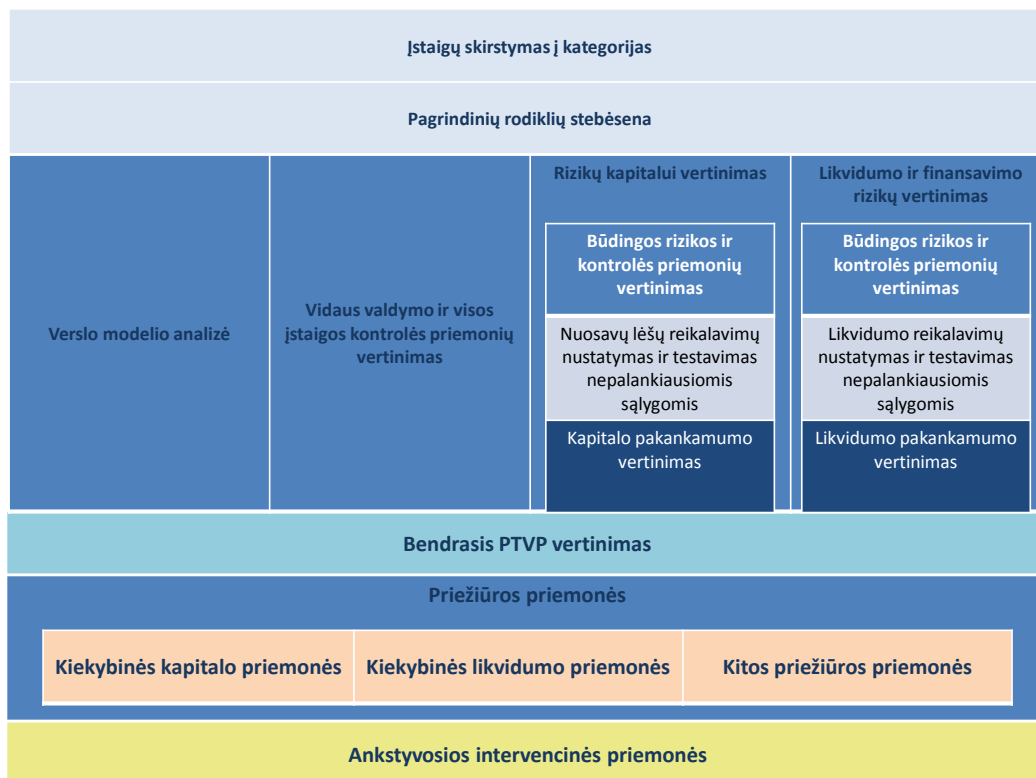 Įstaigų skirstymas į kategorijas
Pagrindinių rodiklių stebėsena
Verslo modelio analizė
Vidaus valdymo ir visos
įstaigos kontrolės priemonių
vertinimas
Rizikų kapitalui vertinimas
Būdingos rizikos ir
kontrolės priemonių
vertinimas
Nuosavų lėšų reikalavimų
nustatymas ir testavimas
nepalankiausiomis
sąlygomis
Kapitalo pakankamumo
vertinimas
Likvidumo ir finansavimo
rizikų vertinimas
Būdingos rizikos ir
kontrolės priemonių
vertinimas
Likvidumo reikalavimų
nustatymas ir testavimas
nepalankiausiomis
sąlygomis
Likvidumo pakankamumo
vertinimas
Bendrasis PTVP vertinimas
Priežiūros priemonės
Kiekybinės kapitalo priemonės
Kiekybinės likvidumo priemonės
Kitos priežiūros priemonės
Ankstyvosios intervencinės priemonės